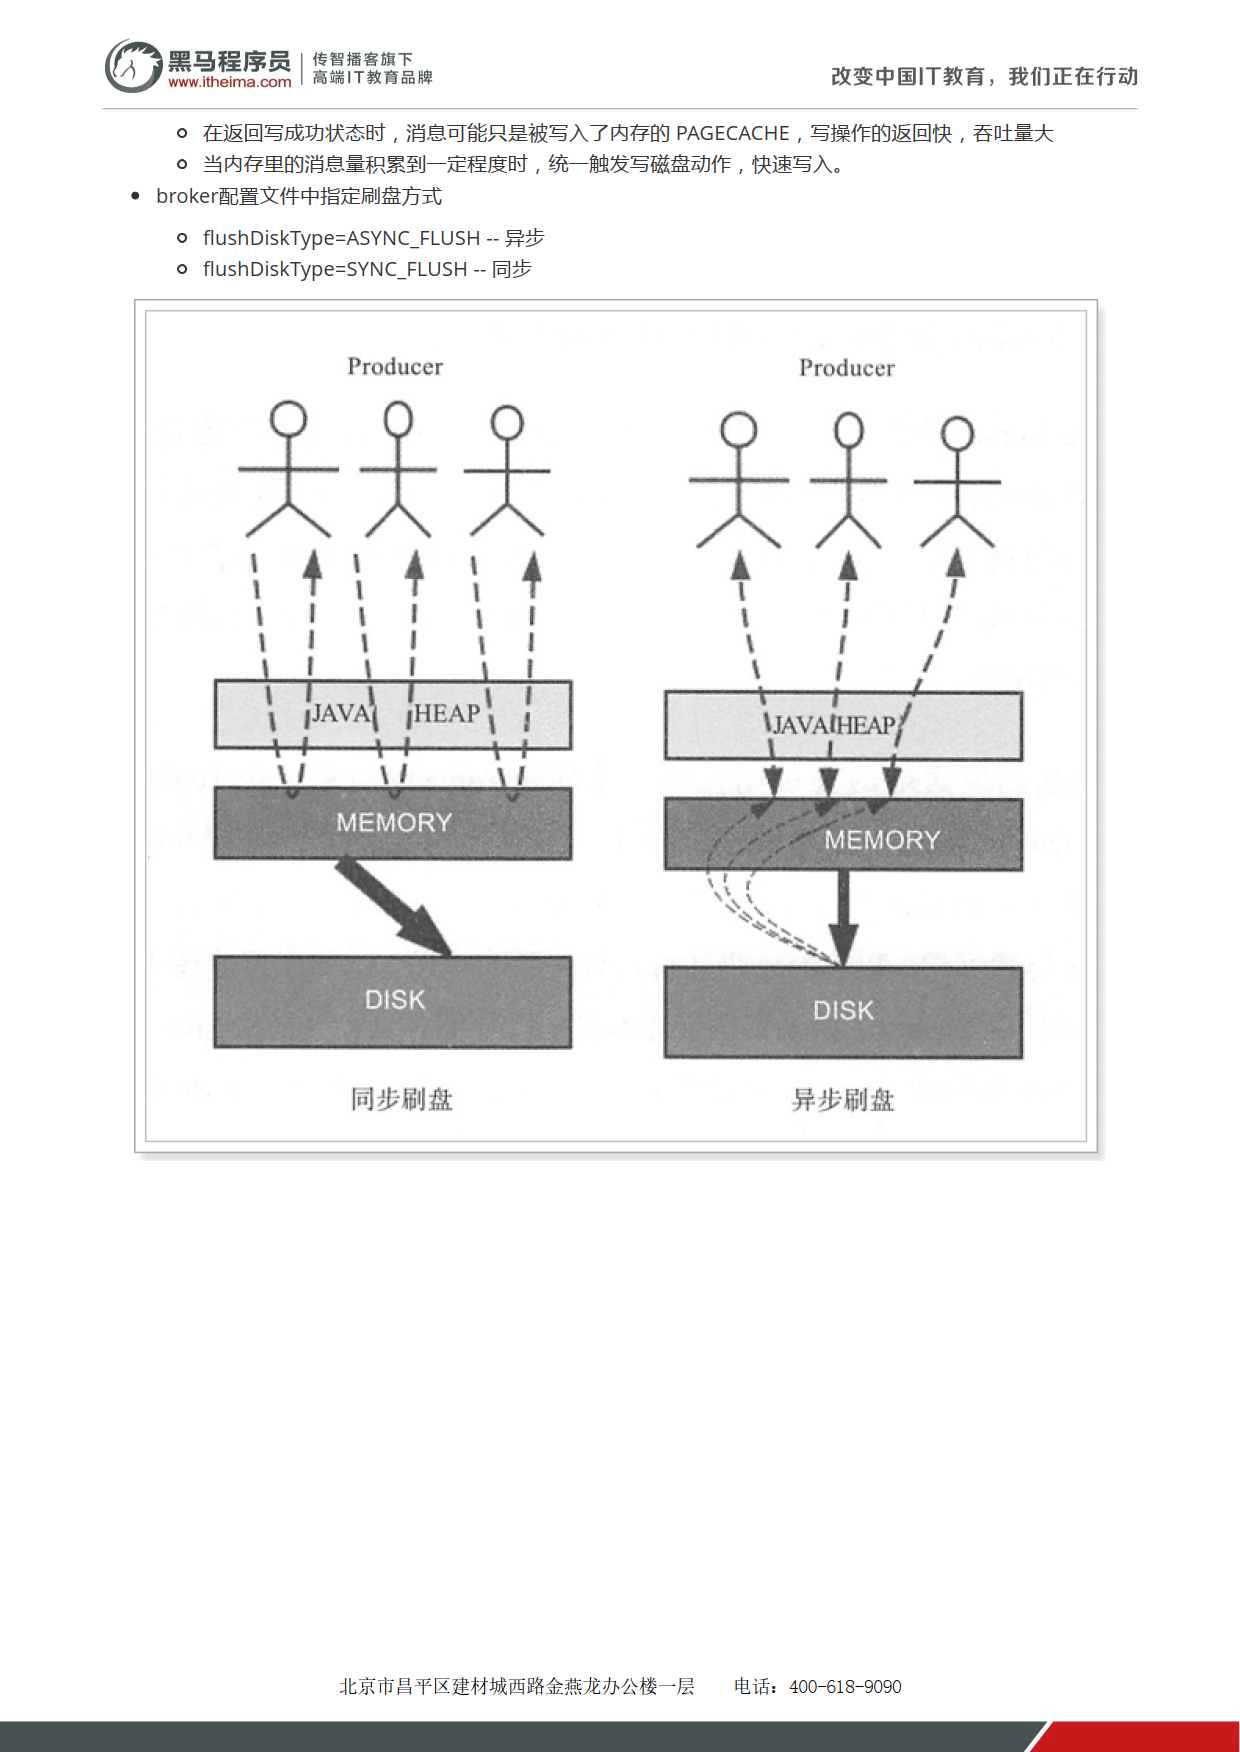 黑马程序员
www.itheima.com
传智播客旗下
高端IT教育品牌
改变中国IT教育，我们正在行动
在返回写成功状态时，消息可能只是被写入了内存的 PAGECACHE，写操作的返回快，吞吐量大
当内存里的消息量积累到一定程度时，统一触发写磁盘动作，快速写入。
broker配置文件中指定刷盘方式
flushDiskType=ASYNC_FLUSH -- 异步
flushDiskType=SYNC_FLUSH -- 同步
Producer
JAVA HEAP
MEMORY
DISK
同步刷盘
Producer
JAVA HEAP
MEMORY
DISK
异步刷盘
北京市昌平区建材城西路金燕龙办公楼一层 电话：400-618-9090